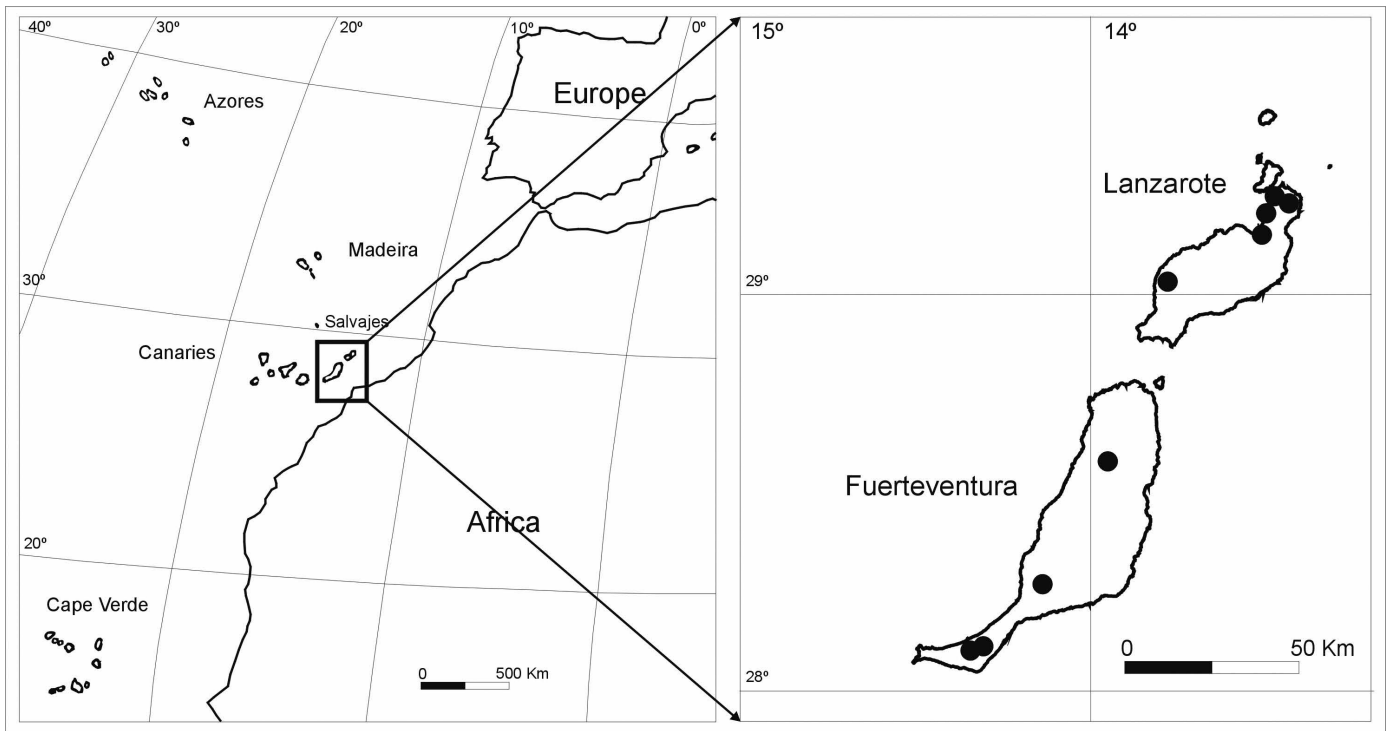 40º
30º
20º
10º
0º
Azores
Europe
Madeira
30º
Salvajes
Canaries
Africa
20º
Cape Verde
0 500 Km
15º
14º
Lanzarote
29º
Fuerteventura
0 50 Km
28º